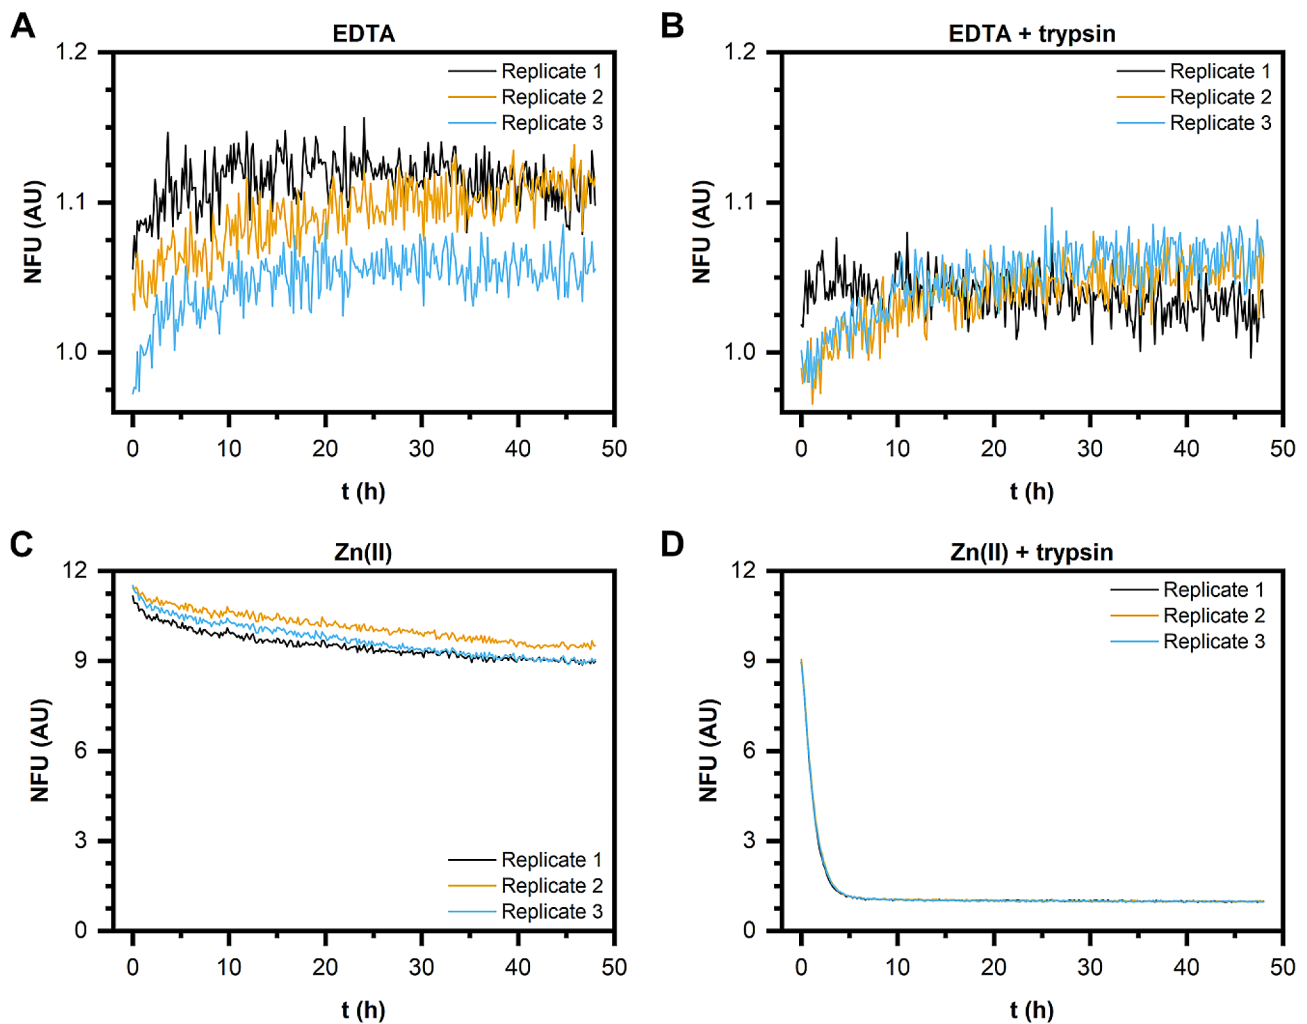 A
EDTA
1.2
1.1
1.0
NFU (AU)
Replicate 1
Replicate 2
Replicate 3
0 10 20 30 40 50
t (h)
B
EDTA + trypsin
1.2
1.1
1.0
NFU (AU)
Replicate 1
Replicate 2
Replicate 3
0 10 20 30 40 50
t (h)
C
Zn(II)
12
9
6
3
0
NFU (AU)
Replicate 1
Replicate 2
Replicate 3
0 10 20 30 40 50
t (h)
D
Zn(II) + trypsin
12
9
6
3
0
NFU (AU)
Replicate 1
Replicate 2
Replicate 3
0 10 20 30 40 50
t (h)